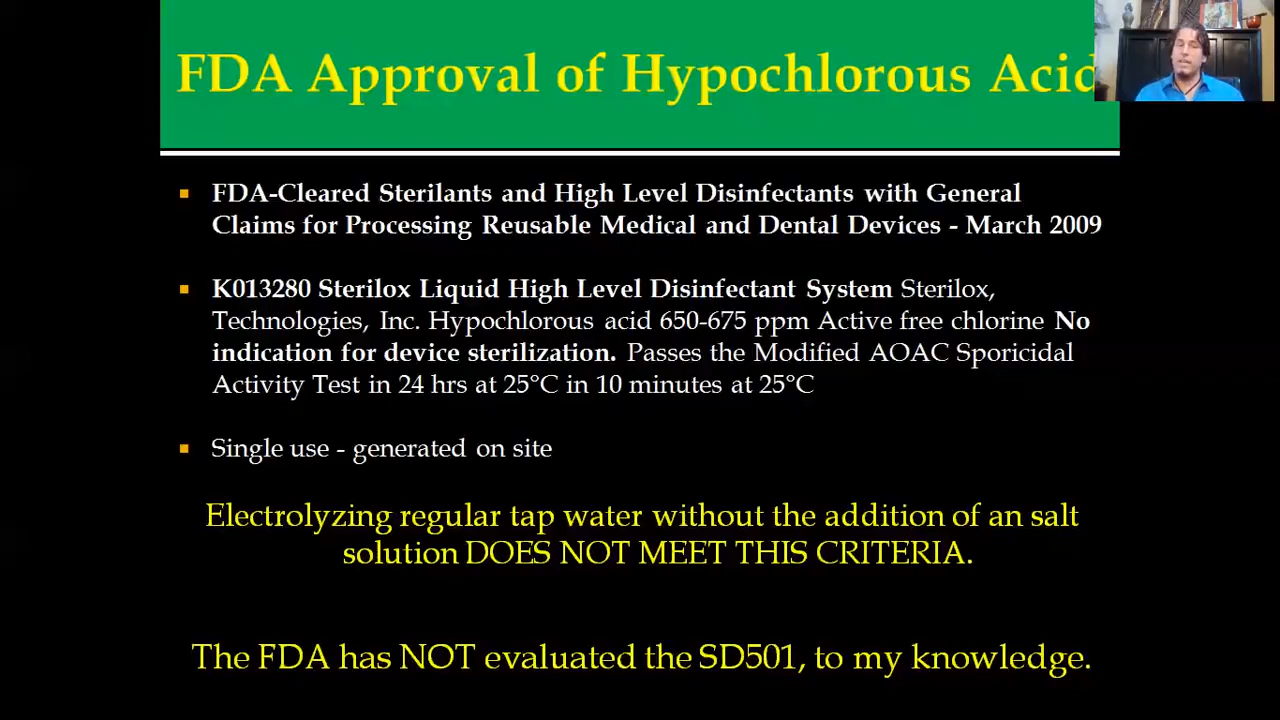 FDA Approval of Hypochlorous Acid
FDA-Cleared Sterilants and High Level Disinfectants with General
Claims for Processing Reusable Medical and Dental Devices - March 2009
K013280 Sterilox Liquid High Level Disinfectant System Sterilox,
Technologies, Inc. Hypochlorous acid 650-675 ppm Active free chlorine No
indication for device sterilization. Passes the Modified AOAC Sporicidal
Activity Test in 24 hrs at 25°C in 10 minutes at 25°C
Single use - generated on site
Electrolyzing regular tap water without the addition of an salt
solution DOES NOT MEET THIS CRITERIA.
The FDA has NOT evaluated the SD501, to my knowledge.